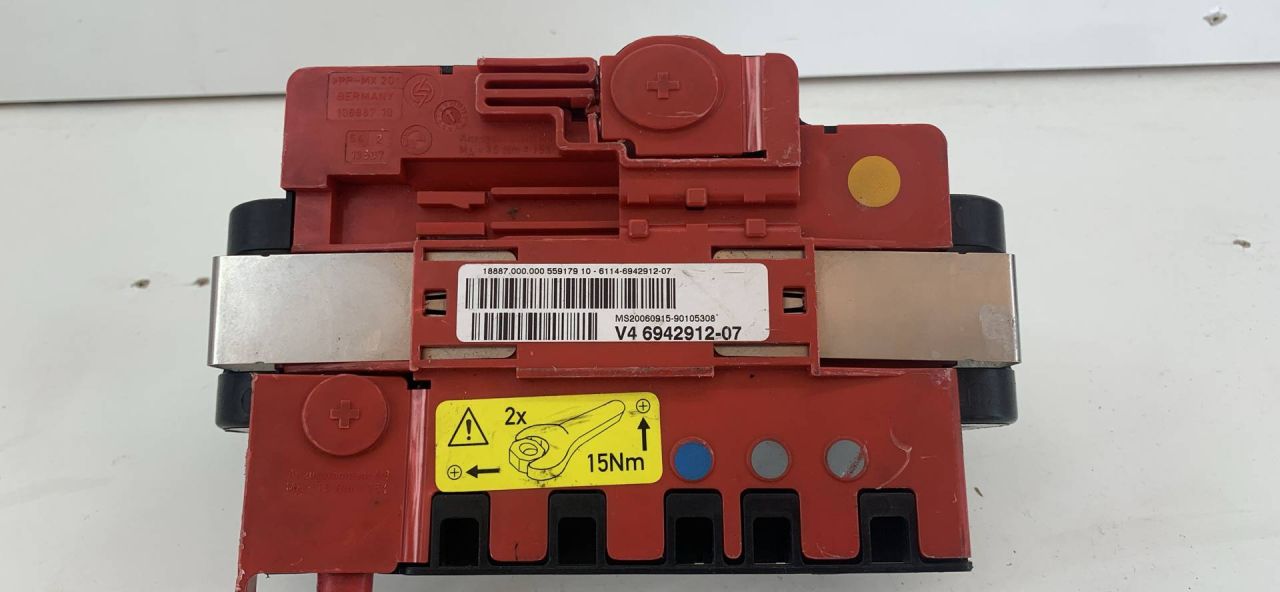 >PP-MX 20<
GERMANY
108887 10
18887.000.000 559179 10 - 6114-6942912-07
MS20060915-90105308
V4 6942912-07
2x
15Nm